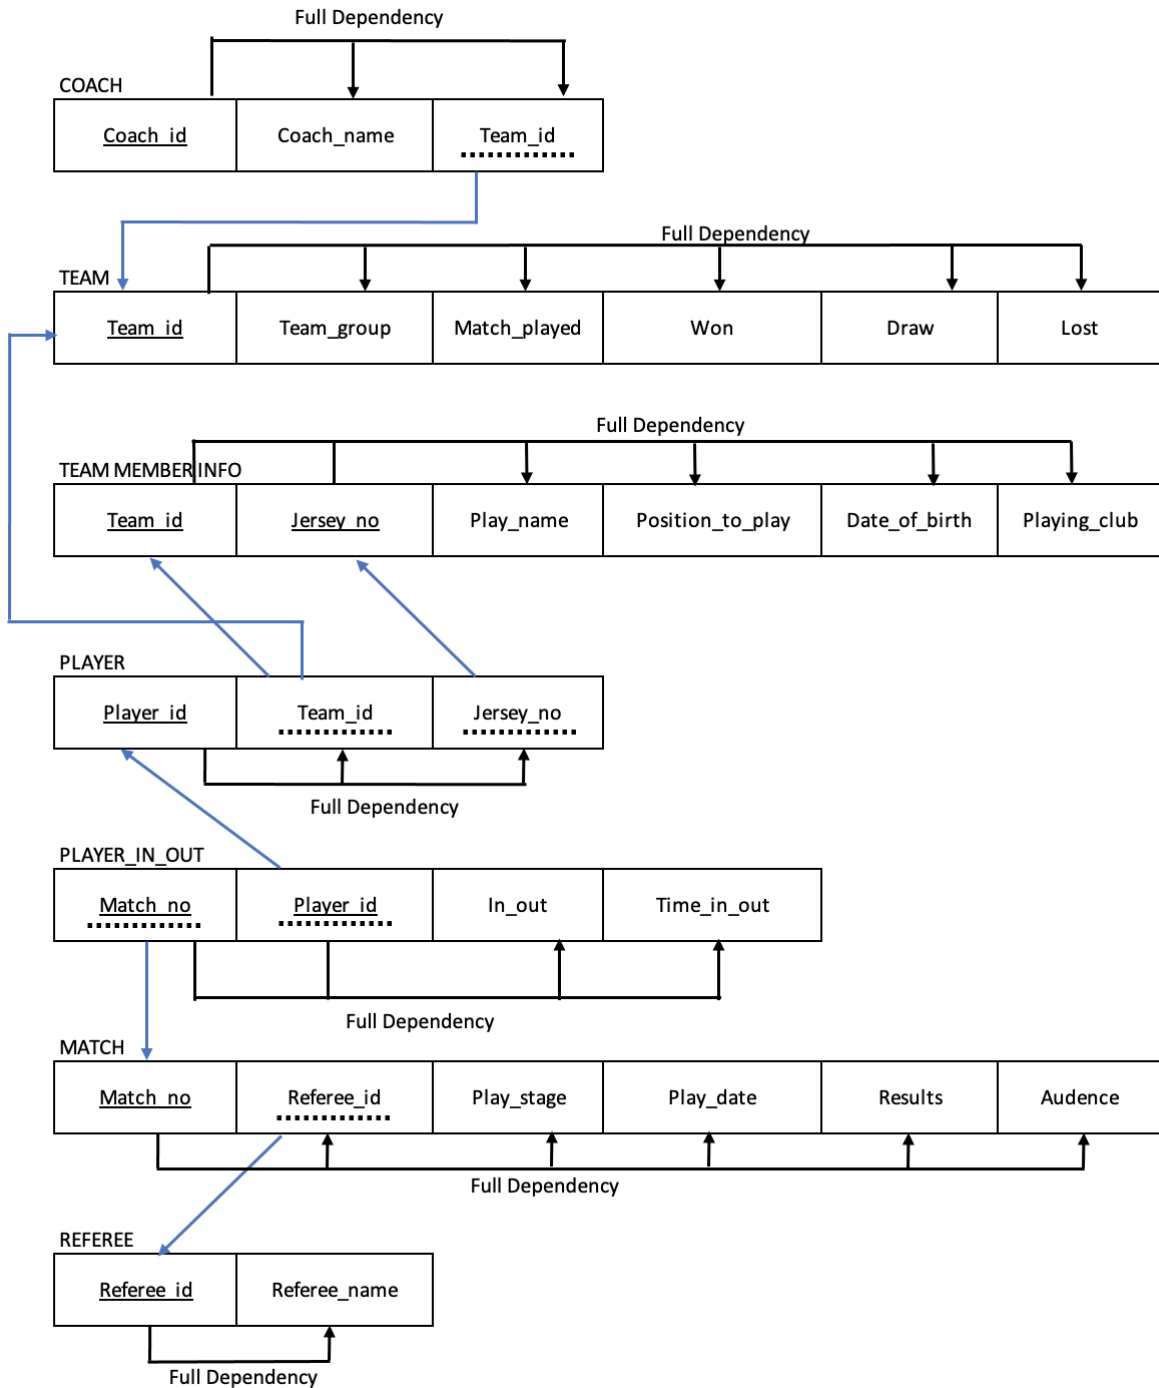 Full Dependency
COACH
Coach_id Coach_name Team_id
Full Dependency
TEAM
Team_id Team_group Match_played Won Draw Lost
Full Dependency
TEAM MEMBER INFO
Team_id Jersey_no Play_name Position_to_play Date_of_birth Playing_club
PLAYER
Player_id Team_id Jersey_no
Full Dependency
PLAYER_IN_OUT
Match_no Player_id In_out Time_in_out
Full Dependency
MATCH
Match_no Referee_id Play_stage Play_date Results Audence
Full Dependency
REFEREE
Referee_id Referee_name
Full Dependency